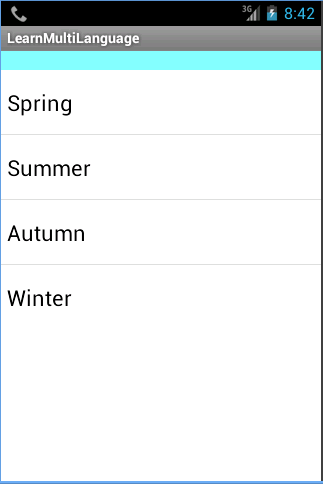 3G 8:42
LearnMultiLanguage
Spring
Summer
Autumn
Winter